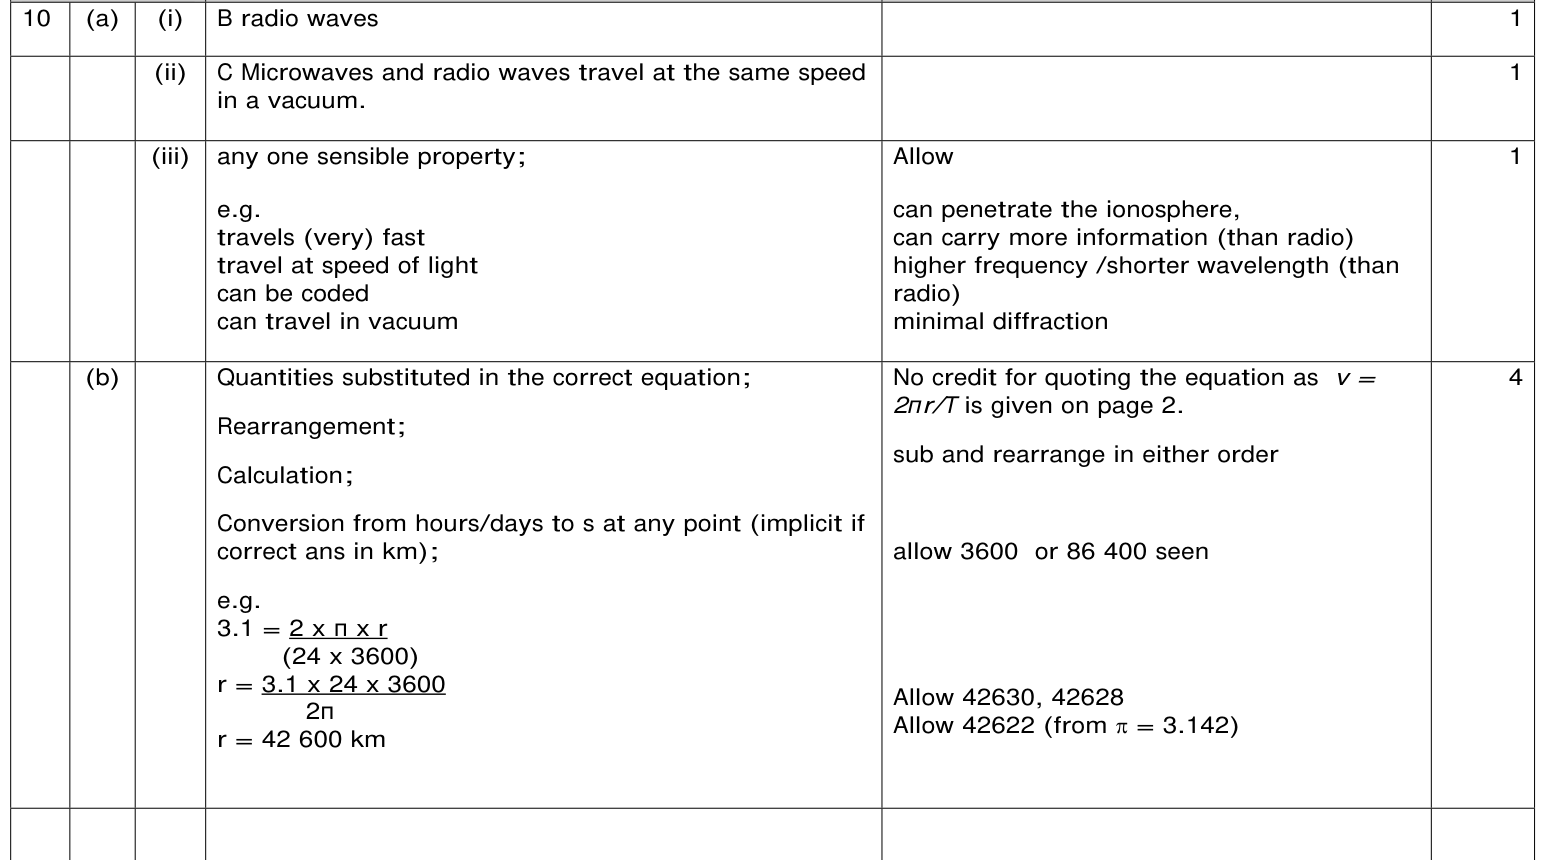 10 (a) (i) B radio waves 1
(ii) C Microwaves and radio waves travel at the same speed 1
in a vacuum.
(iii) any one sensible property; Allow 1
e.g. can penetrate the ionosphere,
travels (very) fast can carry more information (than radio)
travel at speed of light higher frequency /shorter wavelength (than
can be coded radio)
can travel in vacuum minimal diffraction
(b) Quantities substituted in the correct equation; No credit for quoting the equation as v = 4
2πr/T is given on page 2.
Rearrangement;
sub and rearrange in either order
Calculation;
Conversion from hours/days to s at any point (implicit if
correct ans in km); allow 3600 or 86 400 seen
e.g.
3.1 = 2 x π x r
(24 x 3600)
r = 3.1 x 24 x 3600
Allow 42630, 42628
2π
Allow 42622 (from π = 3.142)
r = 42 600 km